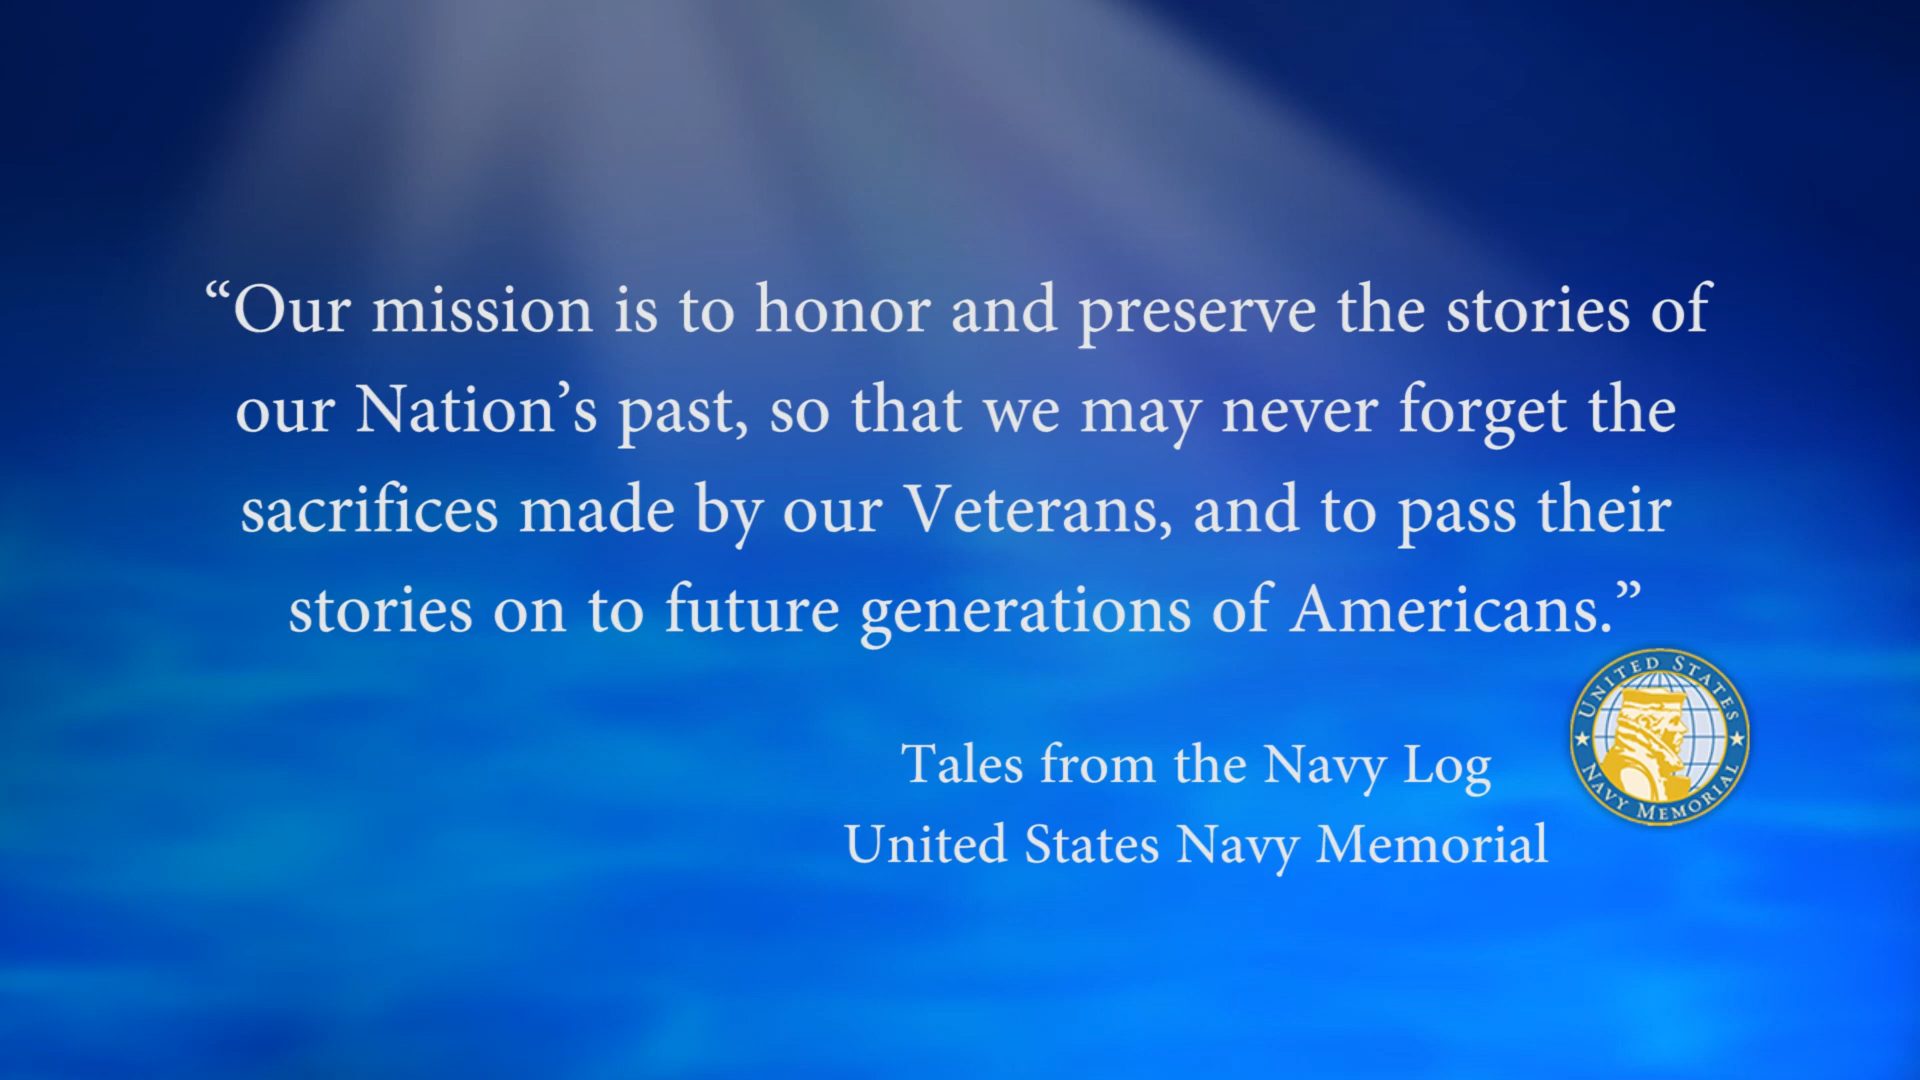 “Our mission is to honor and preserve the stories of
our Nation’s past, so that we may never forget the
sacrifices made by our Veterans, and to pass their
stories on to future generations of Americans.”
Tales from the Navy Log
United States Navy Memorial
UNITED STATES
NAVY MEMORIAL